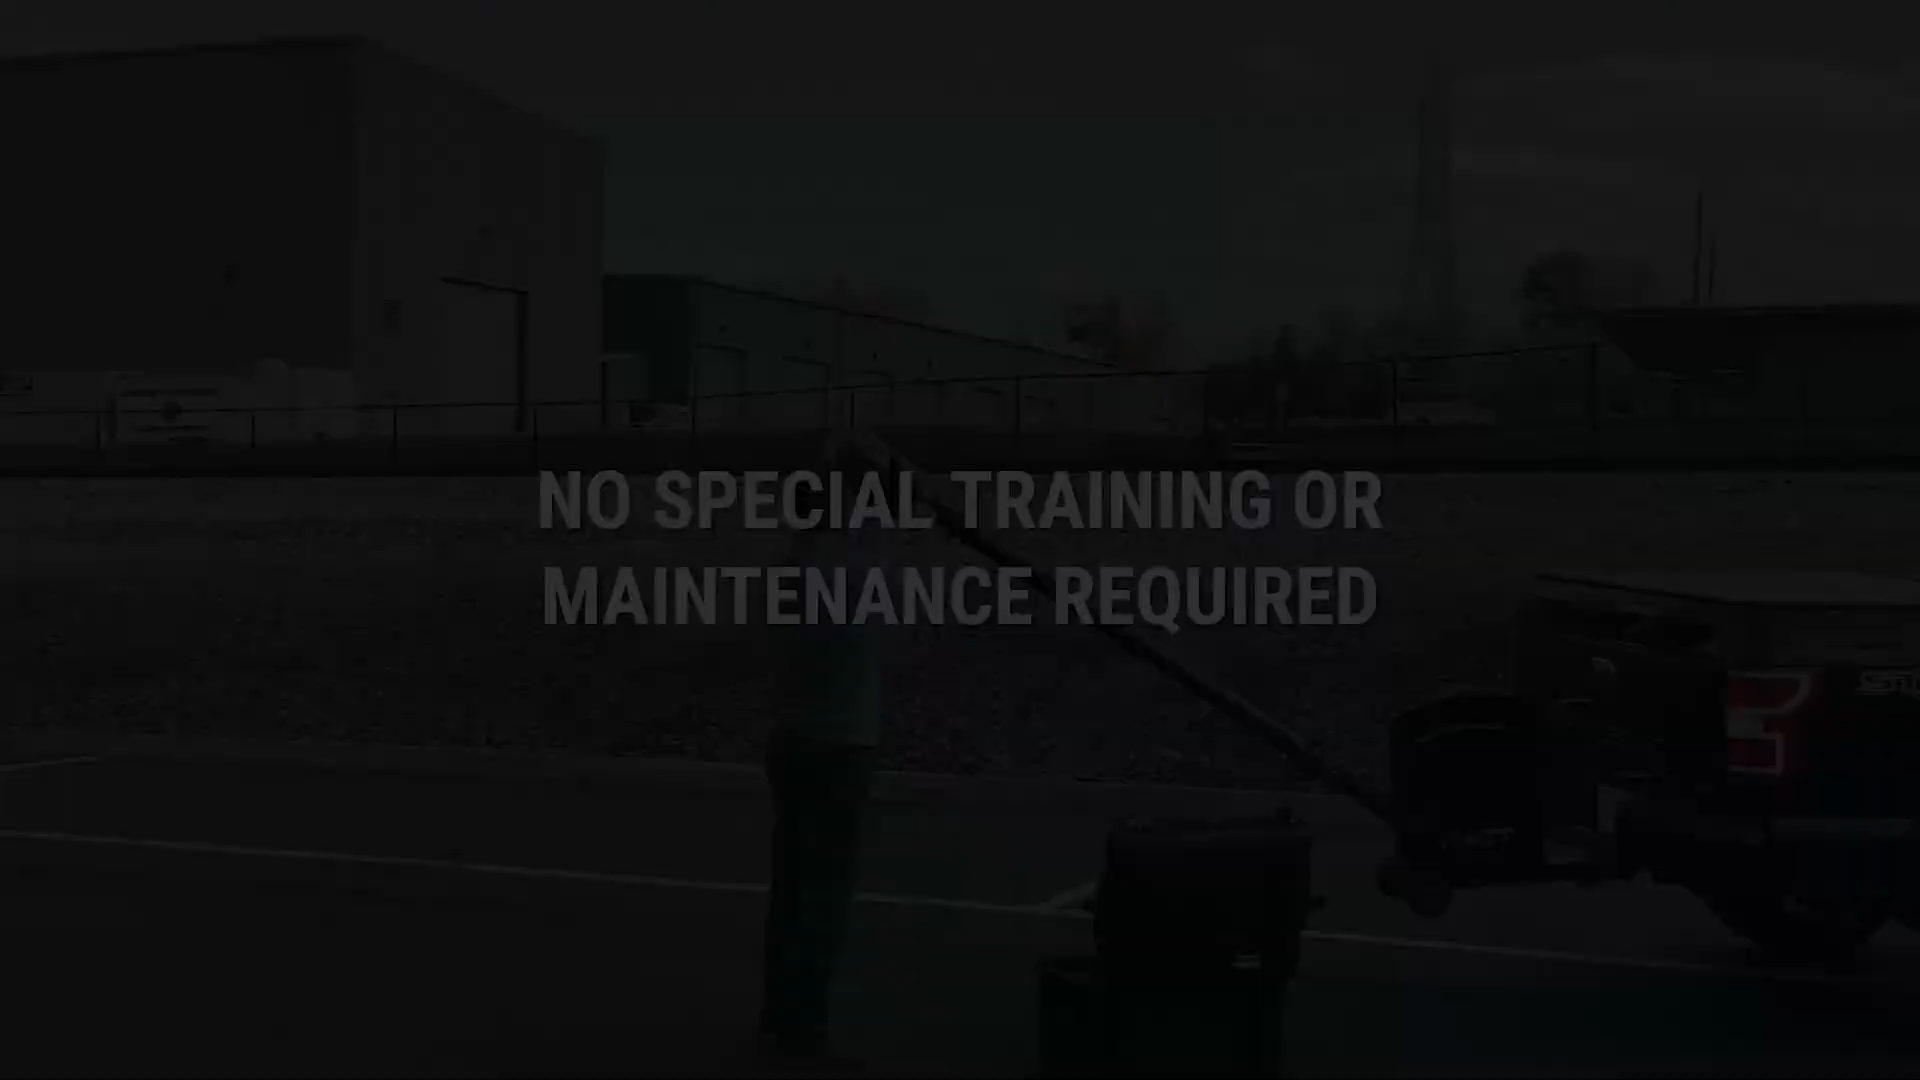 NO SPECIAL TRAINING OR
MAINTENANCE REQUIRED